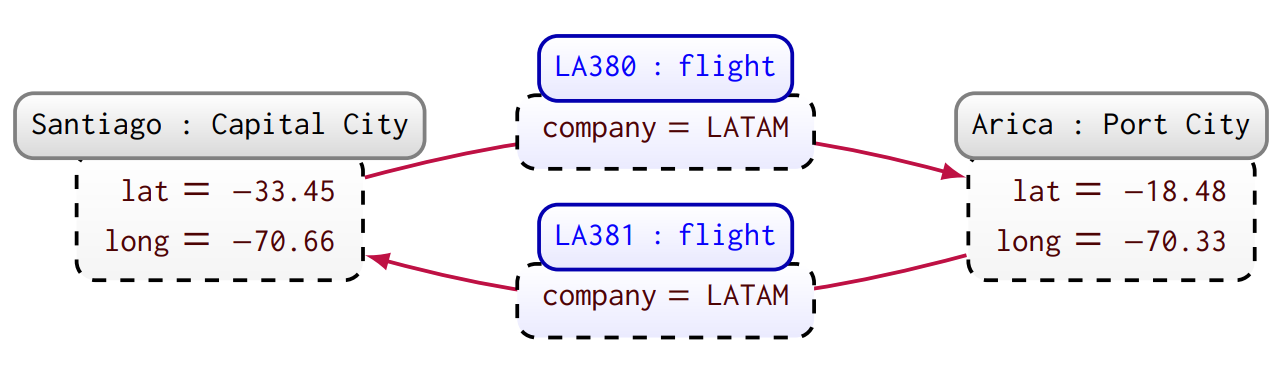 LA380 : flight
company = LATAM
Santiago : Capital City
lat = −33.45
long = −70.66
Arica : Port City
lat = −18.48
long = −70.33
LA381 : flight
company = LATAM